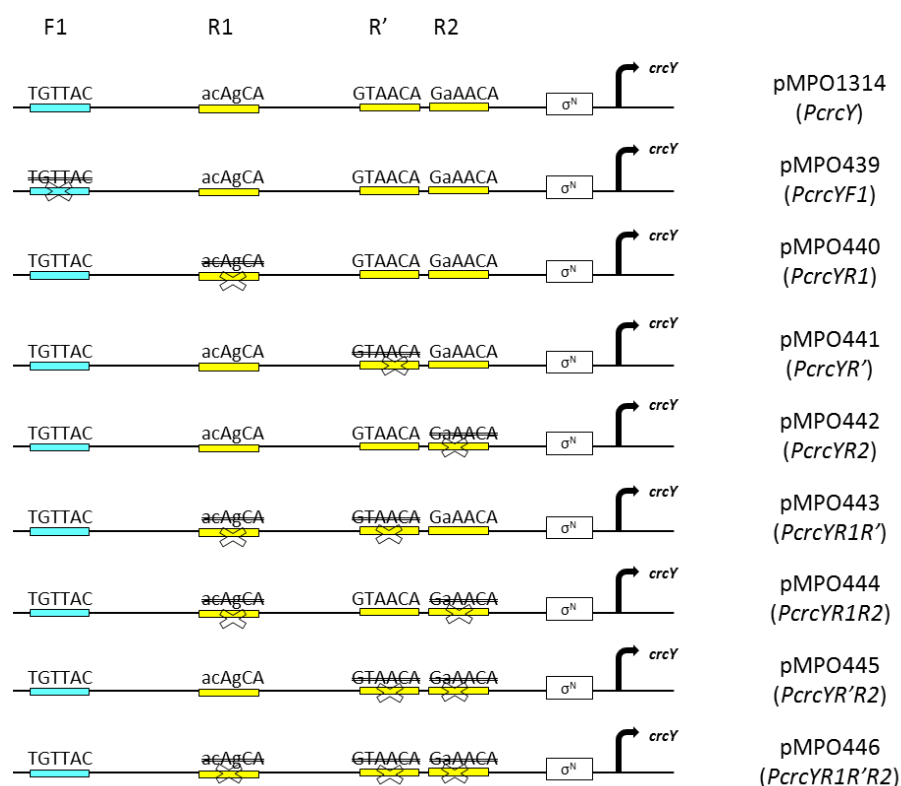 F1 R1 R’ R2
TGTTAC acAgCA GTAACA GaAACA σᴺ crcY pMPO1314
(PcrcY)
TGTTAC acAgCA GTAACA GaAACA σᴺ crcY pMPO439
(PcrcYF1)
TGTTAC acAgCA GTAACA GaAACA σᴺ crcY pMPO440
(PcrcYR1)
TGTTAC acAgCA GTAACA GaAACA σᴺ crcY pMPO441
(PcrcYR’)
TGTTAC acAgCA GTAACA GaAACA σᴺ crcY pMPO442
(PcrcYR2)
TGTTAC acAgCA GTAACA GaAACA σᴺ crcY pMPO443
(PcrcYR1R’)
TGTTAC acAgCA GTAACA GaAACA σᴺ crcY pMPO444
(PcrcYR1R2)
TGTTAC acAgCA GTAACA GaAACA σᴺ crcY pMPO445
(PcrcYR’R2)
TGTTAC acAgCA GTAACA GaAACA σᴺ crcY pMPO446
(PcrcYR1R’R2)